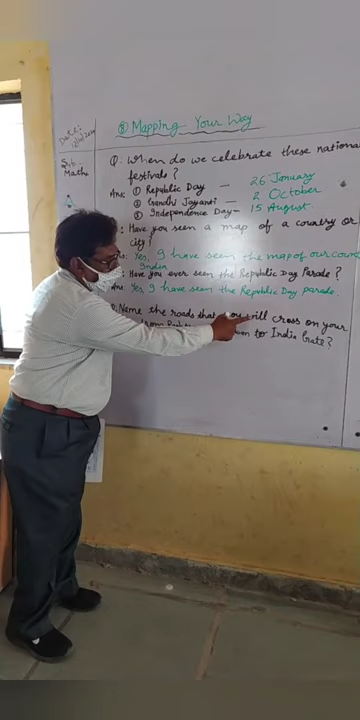 Date:
Sub-
Maths
⑧ Mapping Your Way
Q: When do we celebrate these national
festivals?
Ans: ① Republic Day — 26 January
② Gandhi Jayanti — 2 October
③ Independence Day- 15 August.
: Have you seen a map of a country or
city?
Ans: Yes, I have seen the map of our
India
: Have you ever seen the Republic Day Parade?
Ans: Yes, I have seen the Republic Day parade.
Q: Name the roads that you will cross on your
from to India Gate?